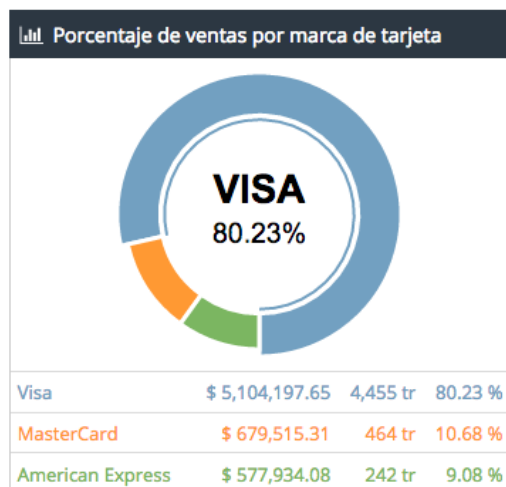 Porcentaje de ventas por marca de tarjeta
VISA
80.23%
Visa $ 5,104,197.65 4,455 tr 80.23 %
MasterCard $ 679,515.31 464 tr 10.68 %
American Express $ 577,934.08 242 tr 9.08 %